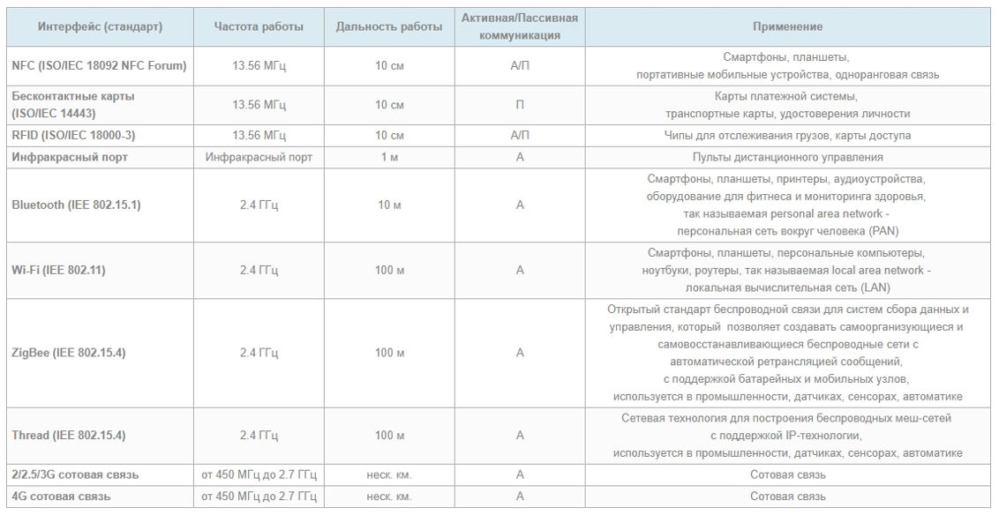 Интерфейс (стандарт)
Частота работы
Дальность работы
Активная/Пассивная
коммуникация
Применение
NFC (ISO/IEC 18092 NFC Forum)
13.56 МГц
10 см
А/П
Смартфоны, планшеты,
портативные мобильные устройства, одноранговая связь
Бесконтактные карты
(ISO/IEC 14443)
13.56 МГц
10 см
П
Карты платежной системы,
транспортные карты, удостоверения личности
RFID (ISO/IEC 18000-3)
13.56 МГц
10 см
А/П
Чипы для отслеживания грузов, карты доступа
Инфракрасный порт
Инфракрасный порт
1 м
А
Пульты дистанционного управления
Bluetooth (IEE 802.15.1)
2.4 ГГц
10 м
А
Смартфоны, планшеты, принтеры, аудиоустройства,
оборудование для фитнеса и мониторинга здоровья,
так называемая personal area network -
персональная сеть вокруг человека (PAN)
Wi-Fi (IEE 802.11)
2.4 ГГц
100 м
А
Смартфоны, планшеты, персональные компьютеры,
ноутбуки, роутеры, так называемая local area network -
локальная вычислительная сеть (LAN)
ZigBee (IEE 802.15.4)
2.4 ГГц
100 м
А
Открытый стандарт беспроводной связи для систем сбора данных и
управления, который позволяет создавать самоорганизующиеся и
самовосстанавливающиеся беспроводные сети с
автоматической ретрансляцией сообщений,
с поддержкой батарейных и мобильных узлов,
используется в промышленности, датчиках, сенсорах, автоматике
Thread (IEE 802.15.4)
2.4 ГГц
100 м
А
Сетевая технология для построения беспроводных меш-сетей
с поддержкой IP-технологии,
используется в промышленности, датчиках, сенсорах, автоматике
2/2.5/3G сотовая связь
от 450 МГц до 2.7 ГГц
неск. км.
А
Сотовая связь
4G сотовая связь
от 450 МГц до 2.7 ГГц
неск. км.
А
Сотовая связь